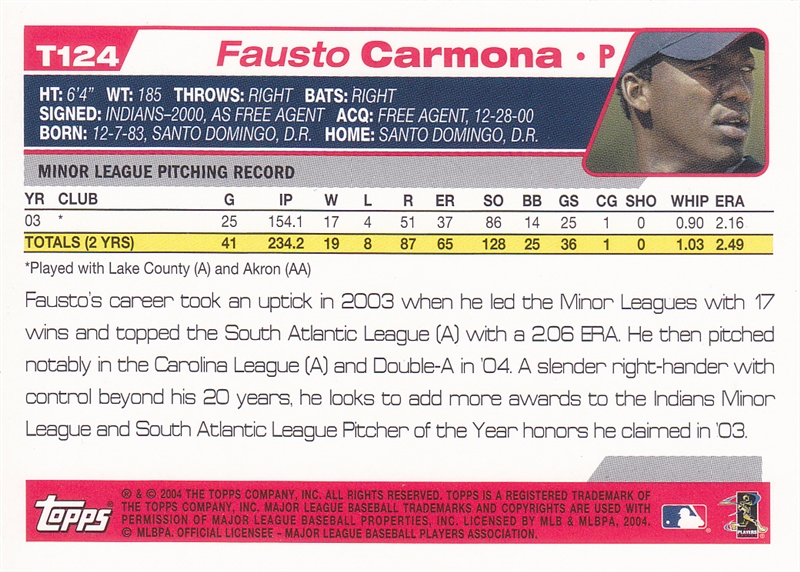 T124 Fausto Carmona • P
HT: 6'4" WT: 185 THROWS: RIGHT BATS: RIGHT
SIGNED: INDIANS–2000, AS FREE AGENT ACQ: FREE AGENT, 12-28-00
BORN: 12-7-83, SANTO DOMINGO, D.R. HOME: SANTO DOMINGO, D.R.
MINOR LEAGUE PITCHING RECORD
YR CLUB G IP W L R ER SO BB GS CG SHO WHIP ERA
03 * 25 154.1 17 4 51 37 86 14 25 1 0 0.90 2.16
TOTALS (2 YRS) 41 234.2 19 8 87 65 128 25 36 1 0 1.03 2.49
*Played with Lake County (A) and Akron (AA)
Fausto's career took an uptick in 2003 when he led the Minor Leagues with 17
wins and topped the South Atlantic League (A) with a 2.06 ERA. He then pitched
notably in the Carolina League (A) and Double-A in '04. A slender right-hander with
control beyond his 20 years, he looks to add more awards to the Indians Minor
League and South Atlantic League Pitcher of the Year honors he claimed in '03.
Topps
® & © 2004 THE TOPPS COMPANY, INC. ALL RIGHTS RESERVED. TOPPS IS A REGISTERED TRADEMARK OF
THE TOPPS COMPANY, INC. MAJOR LEAGUE BASEBALL TRADEMARKS AND COPYRIGHTS ARE USED WITH
PERMISSION OF MAJOR LEAGUE BASEBALL PROPERTIES, INC. LICENSED BY MLB & MLBPA, 2004.
© MLBPA. OFFICIAL LICENSEE - MAJOR LEAGUE BASEBALL PLAYERS ASSOCIATION.
PLAYERS